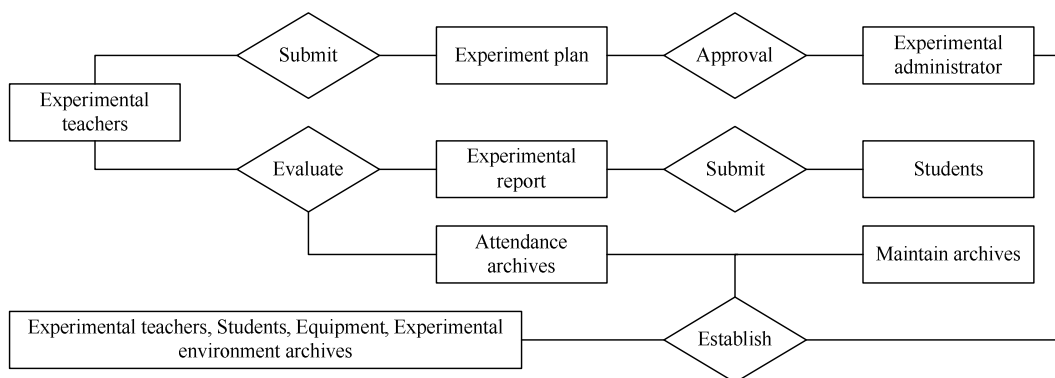 Submit
Experiment plan
Approval
Experimental
administrator
Experimental
teachers
Evaluate
Experimental
report
Submit
Students
Attendance
archives
Maintain archives
Experimental teachers, Students, Equipment, Experimental
environment archives
Establish